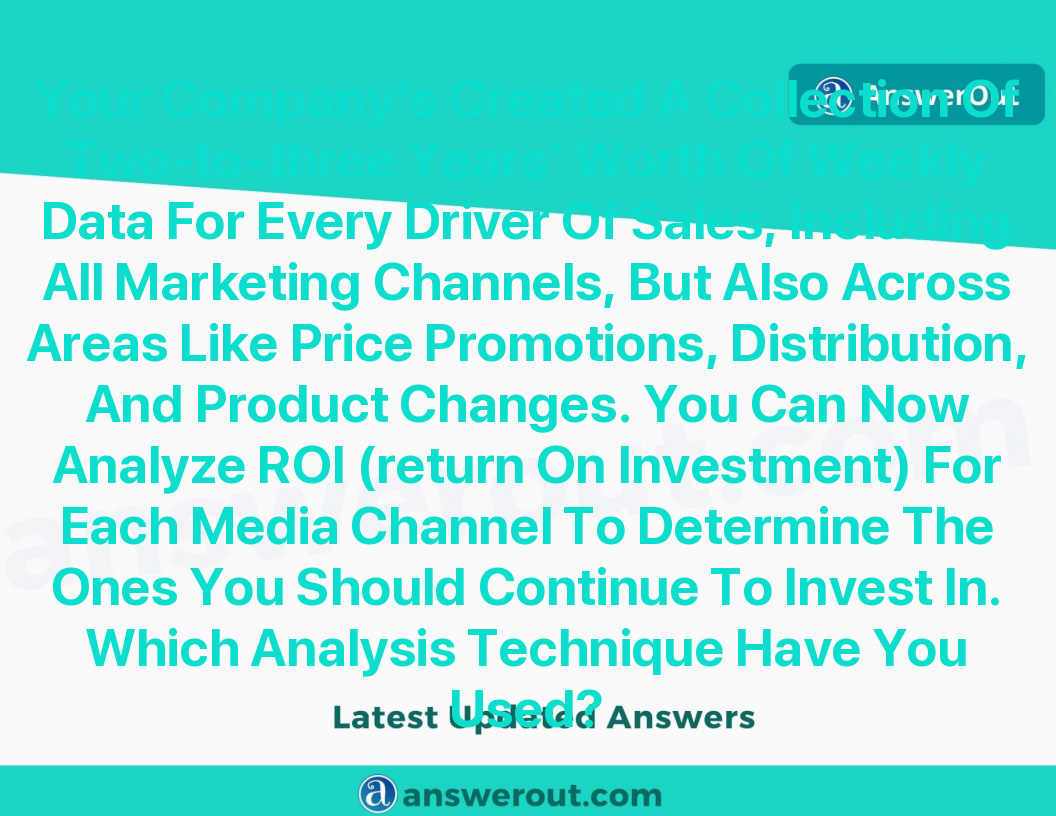 AnswerOut
Your Company's Created A Collection Of
Two-to-three Years' Worth Of Weekly
Data For Every Driver Of Sales, Including
All Marketing Channels, But Also Across
Areas Like Price Promotions, Distribution,
And Product Changes. You Can Now
Analyze ROI (return On Investment) For
Each Media Channel To Determine The
Ones You Should Continue To Invest In.
Which Analysis Technique Have You
Used?
Latest Updated Answers
answerout.com
a answerout.com